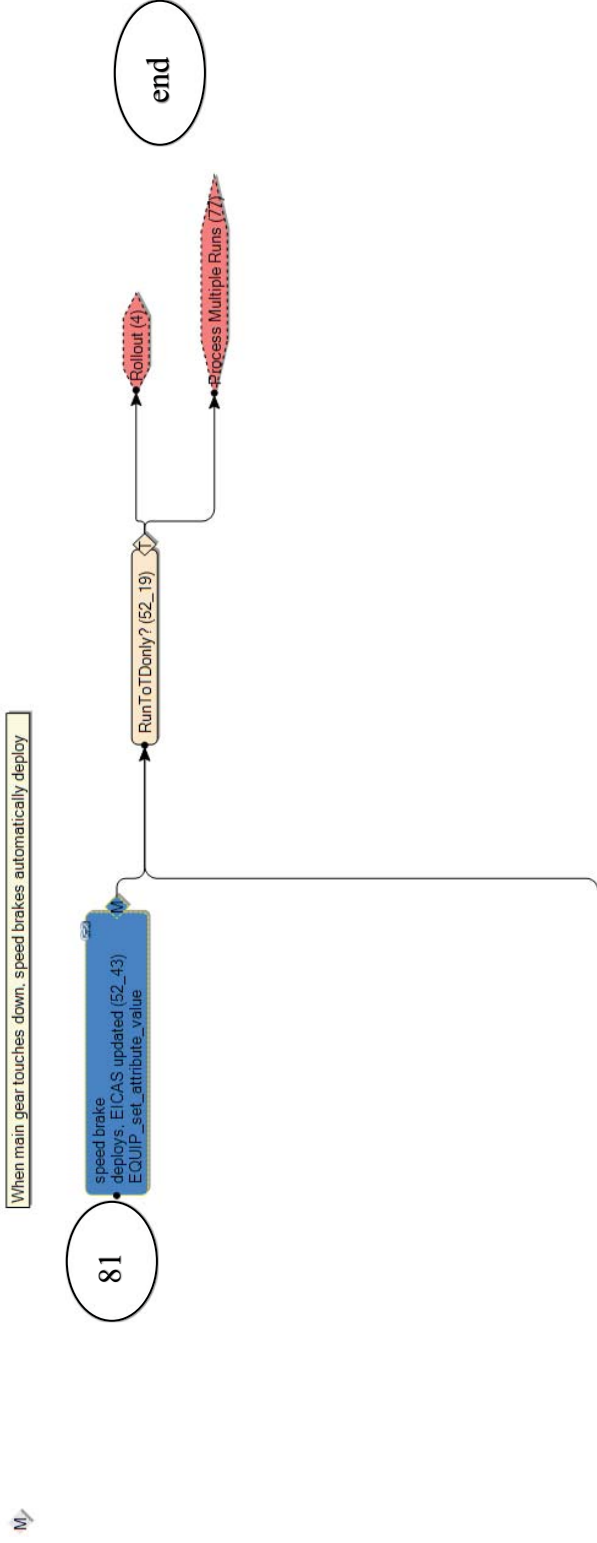 M
When main gear touches down, speed brakes automatically deploy
81
speed brake
deploys, EICAS updated (52_43)
EQUIP_set_attribute_value
M
RunToTDonly? (52_19)
T
Rollout (4)
Process Multiple Runs (77)
end